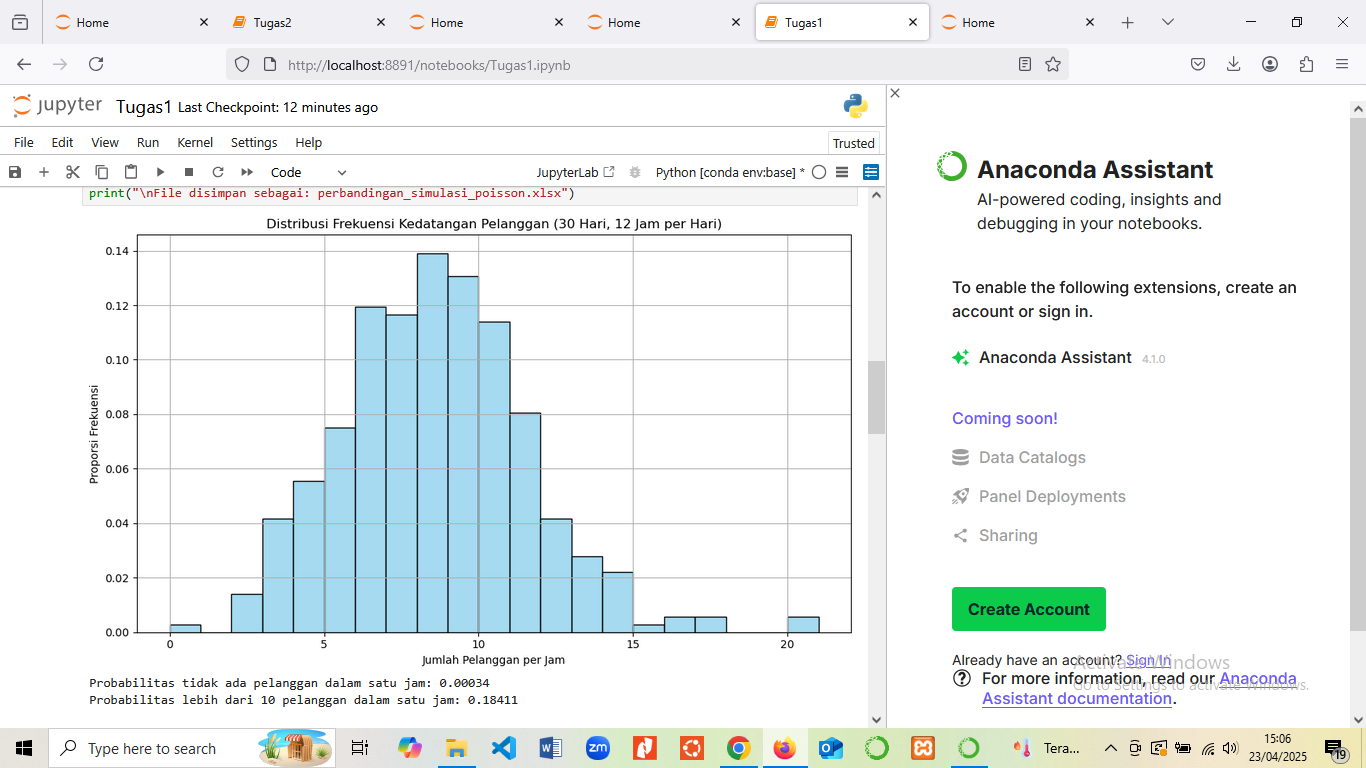 Home
Tugas2
Home
Home
Tugas1
Home
http://localhost:8891/notebooks/Tugas1.ipynb
jupyter Tugas1 Last Checkpoint: 12 minutes ago
File Edit View Run Kernel Settings Help
Trusted
Code
JupyterLab
Python [conda env:base] *
print("\nFile disimpan sebagai: perbandingan_simulasi_poisson.xlsx")
Distribusi Frekuensi Kedatangan Pelanggan (30 Hari, 12 Jam per Hari)
Proporsi Frekuensi
0.14
0.12
0.10
0.08
0.06
0.04
0.02
0.00
0 5 10 15 20
Jumlah Pelanggan per Jam
Probabilitas tidak ada pelanggan dalam satu jam: 0.00034
Probabilitas lebih dari 10 pelanggan dalam satu jam: 0.18411
Anaconda Assistant
AI-powered coding, insights and
debugging in your notebooks.
To enable the following extensions, create an
account or sign in.
Anaconda Assistant 4.1.0
Coming soon!
Data Catalogs
Panel Deployments
Sharing
Create Account
Already have an account? Sign In
Activate Windows
For more information, read our Anaconda
Go to Settings to activate Windows.
Assistant documentation.
Type here to search
zm
Tera...
15:06
23/04/2025
19